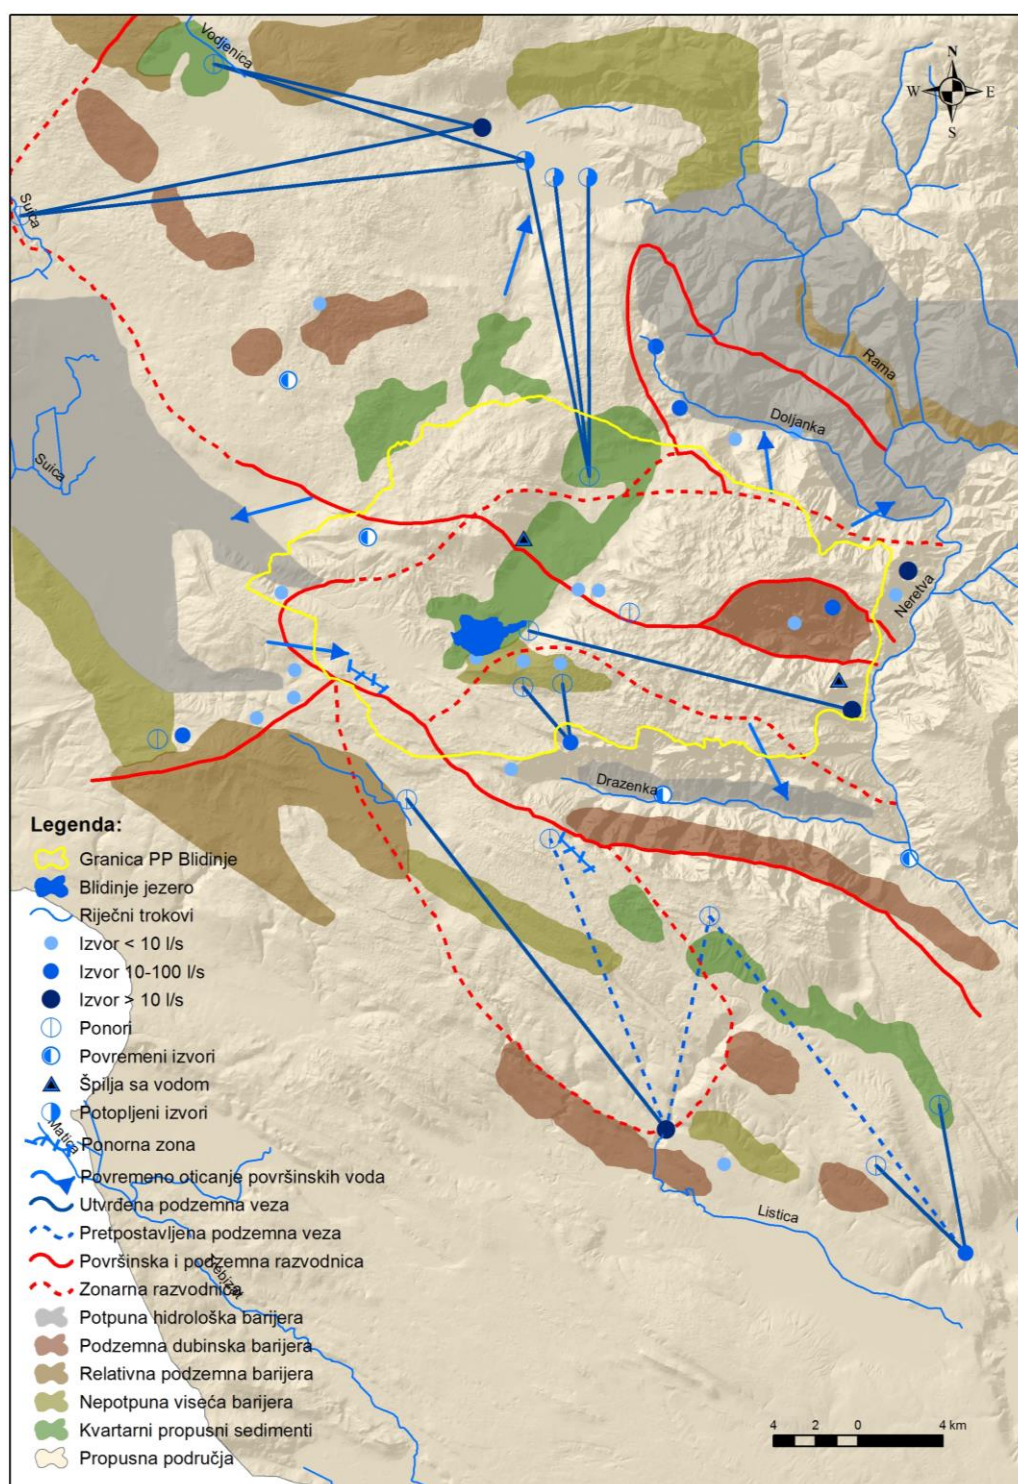 Vodjenica
N
W
E
S
Suica
Rama
Doljanka
Suica
Neretva
Drazenka
Legenda:
Granica PP Blidinje
Blidinje jezero
Riječni trokovi
Izvor < 10 l/s
Izvor 10-100 l/s
Izvor > 10 l/s
Ponori
Povremeni izvori
Špilja sa vodom
Potopljeni izvori
Matica
Ponorna zona
Povremeno oticanje površinskih voda
Utvrđena podzemna veza
Listica
Pretpostavljena podzemna veza
Površinska i podzemna razvodnica
Trebizat
Zonarna razvodnica
Potpuna hidrološka barijera
Podzemna dubinska barijera
Relativna podzemna barijera
Nepotpuna viseća barijera
Kvartarni propusni sedimenti
4 2 0 4 km
Propusna područja